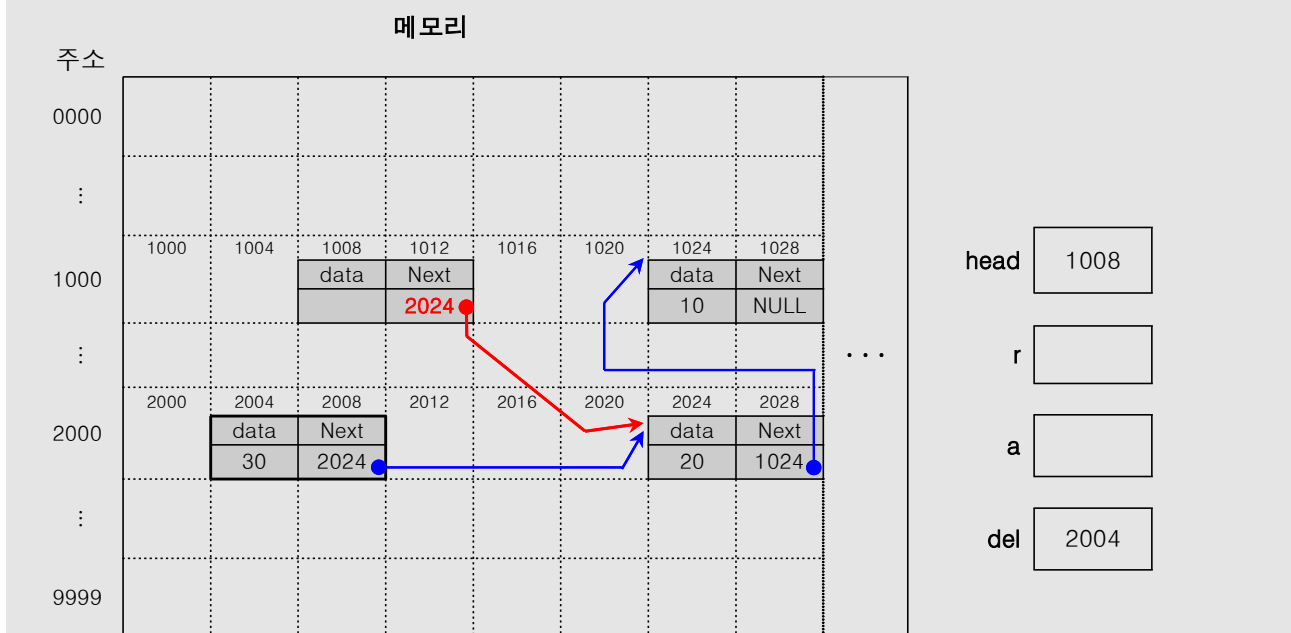 메모리
주소
0000
⋮
1000 1004 1008 1012 1016 1020 1024 1028
1000 data Next data Next head 1008
2024 10 NULL
r
⋮ . . .
2000 2004 2008 2012 2016 2020 2024 2028
2000 data Next data Next
30 2024 20 1024 a
⋮
del 2004
9999